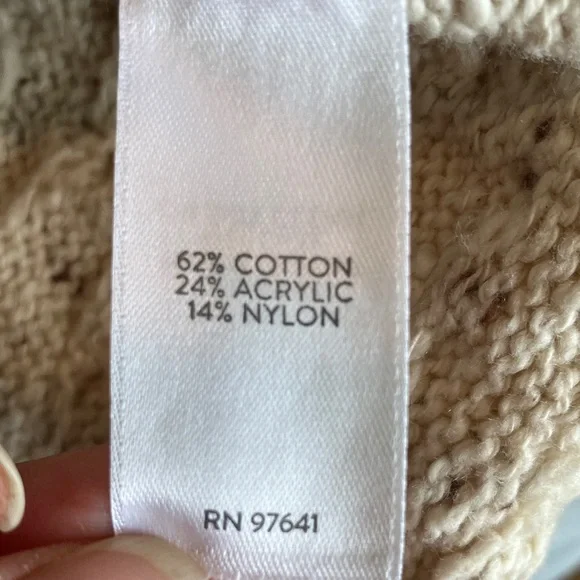 62% COTTON
24% ACRYLIC
14% NYLON
RN 97641